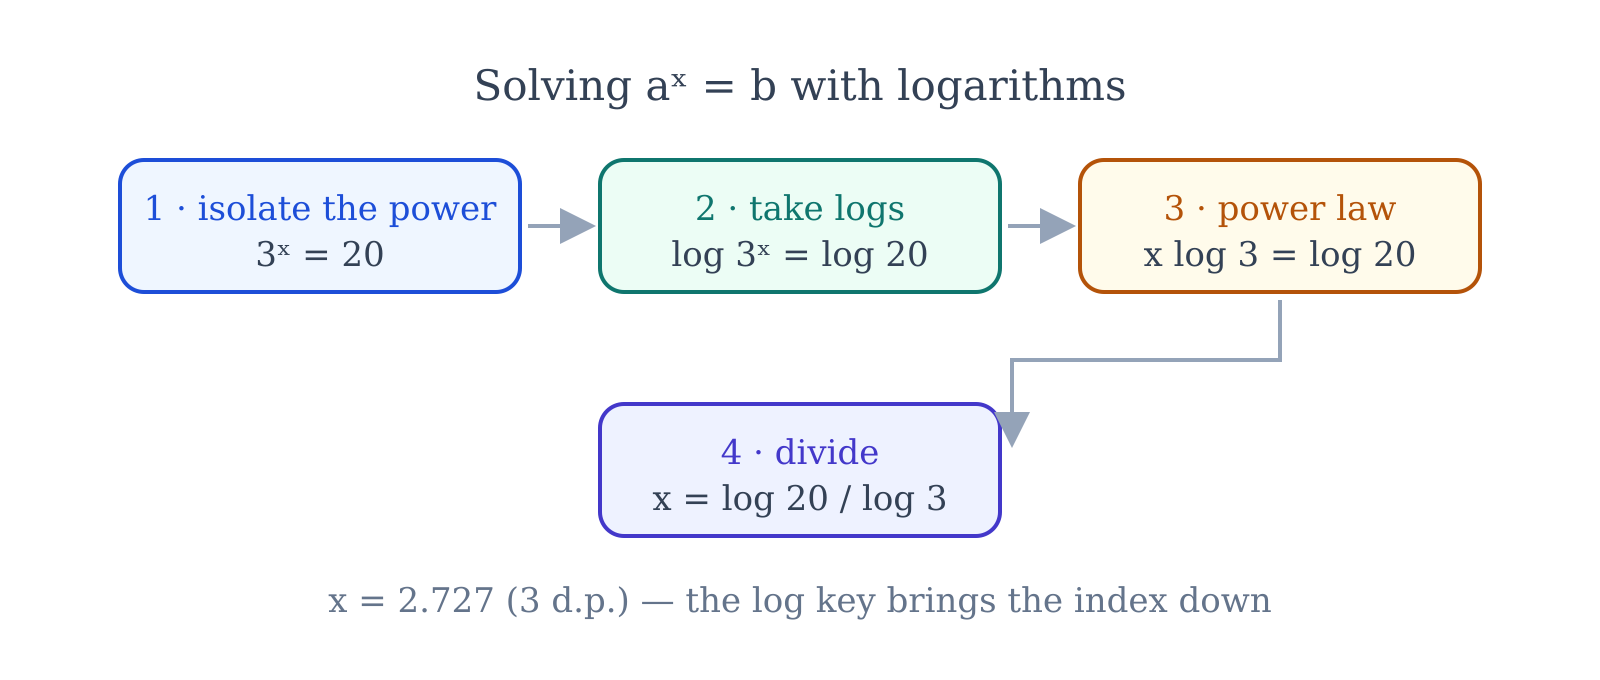 Solving aˣ = b with logarithms
1 · isolate the power
3ˣ = 20
2 · take logs
log 3ˣ = log 20
3 · power law
x log 3 = log 20
4 · divide
x = log 20 / log 3
x = 2.727 (3 d.p.) — the log key brings the index down